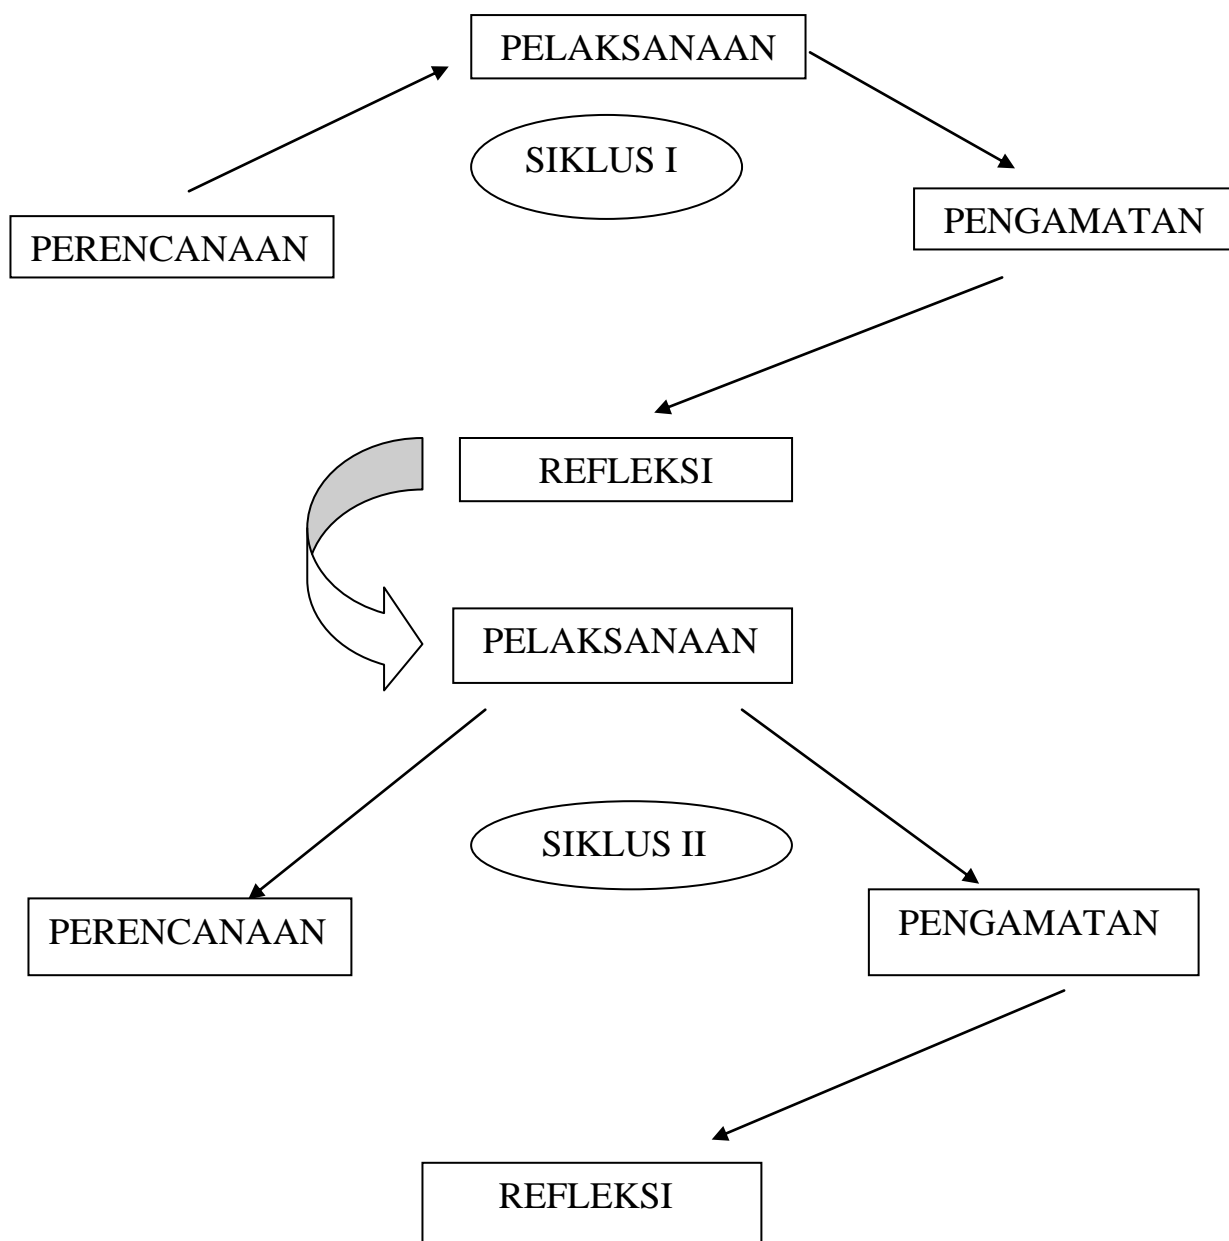 PELAKSANAAN
SIKLUS I
PERENCANAAN
PENGAMATAN
REFLEKSI
PELAKSANAAN
SIKLUS II
PERENCANAAN
PENGAMATAN
REFLEKSI